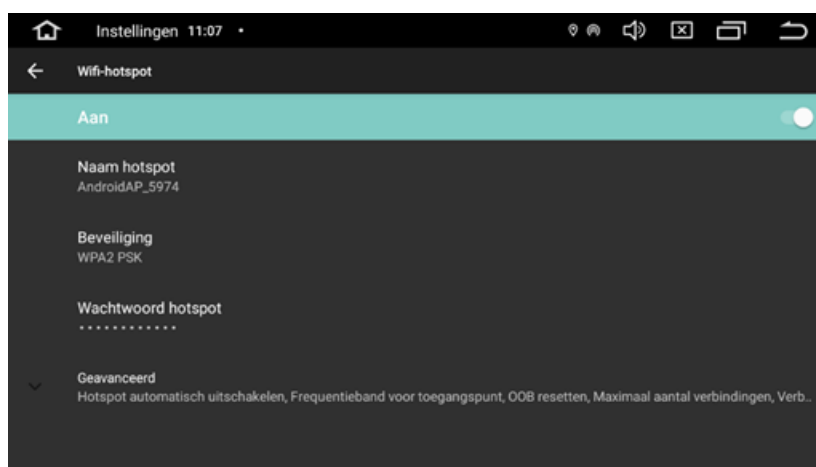 Instellingen 11:07
Wifi-hotspot
Aan
Naam hotspot
AndroidAP_5974
Beveiliging
WPA2 PSK
Wachtwoord hotspot
............
Geavanceerd
Hotspot automatisch uitschakelen, Frequentieband voor toegangspunt, OOB resetten, Maximaal aantal verbindingen, Verb..